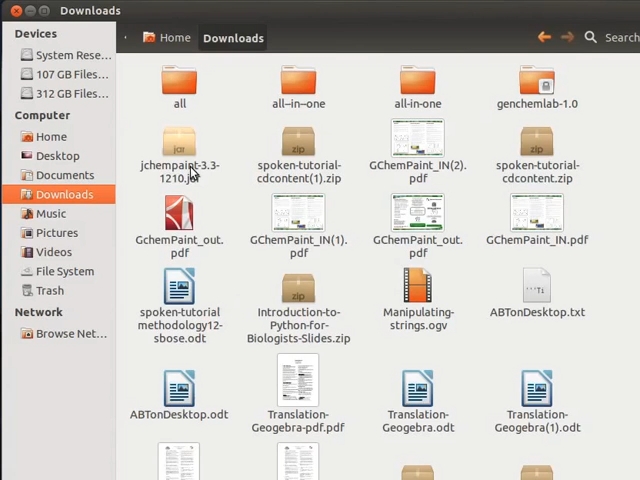 Downloads
Devices
System Rese...
107 GB Files...
312 GB Files...
Computer
Home
Desktop
Documents
Downloads
Music
Pictures
Videos
File System
Trash
Network
Browse Net...
Home
Downloads
Search
all
all--in--one
all-in-one
genchemlab-1.0
jar
jchempaint-3.3-
1210.jar
zip
spoken-tutorial-
cdcontent(1).zip
GChemPaint_IN(2).
pdf
zip
spoken-tutorial-
cdcontent.zip
GChemPaint_out.
pdf
GChemPaint_IN(1).
pdf
GChemPaint_out.
pdf
GChemPaint_IN.pdf
spoken-tutorial
methodology12-
sbose.odt
zip
Introduction-to-
Python-for-
Biologists-Slides.zip
Manipulating-
strings.ogv
ABTonDesktop.txt
ABTonDesktop.odt
Translation-
Geogebra-pdf.pdf
Translation-
Geogebra.odt
Translation-
Geogebra(1).odt